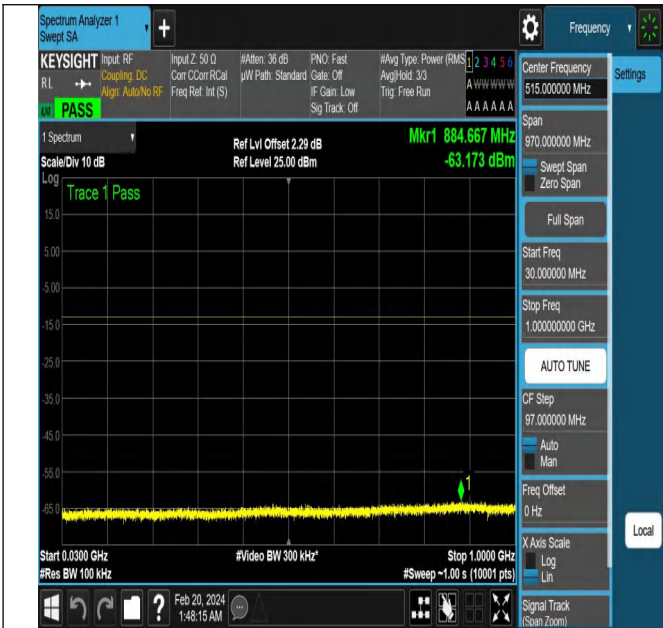 Spectrum Analyzer 1
Swept SA
+
Frequency
KEYSIGHT
RL
LXI
PASS
Input: RF
Coupling: DC
Align: Auto/No RF
Input Z: 50 Ω
Corr CCorr RCal
Freq Ref: Int (S)
#Atten: 36 dB
µW Path: Standard
PNO: Fast
Gate: Off
IF Gain: Low
Sig Track: Off
#Avg Type: Power (RMS
Avg|Hold: 3/3
Trig: Free Run
1 2 3 4 5 6
A W W W W W
A A A A A A
Center Frequency
515.000000 MHz
Settings
1 Spectrum
Scale/Div 10 dB
Ref Lvl Offset 2.29 dB
Ref Level 25.00 dBm
Mkr1 884.667 MHz
-63.173 dBm
Log
Trace 1 Pass
15.0
5.00
-5.00
-15.0
-25.0
-35.0
-45.0
-55.0
-65.0
1
Start 0.0300 GHz
#Res BW 100 kHz
#Video BW 300 kHz*
Stop 1.0000 GHz
#Sweep ~1.00 s (10001 pts)
Span
970.000000 MHz
Swept Span
Zero Span
Full Span
Start Freq
30.000000 MHz
Stop Freq
1.000000000 GHz
AUTO TUNE
CF Step
97.000000 MHz
Auto
Man
Freq Offset
0 Hz
X Axis Scale
Log
Lin
Signal Track
(Span Zoom)
Local
?
Feb 20, 2024
1:48:15 AM